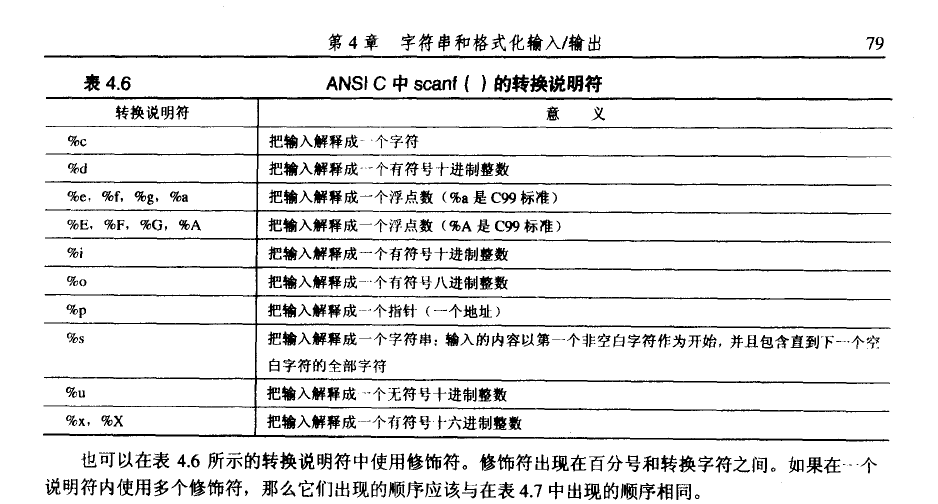 第 4 章 字符串和格式化输入/输出 79
表 4.6 ANSI C 中 scanf ( ) 的转换说明符
转换说明符 意 义
%c 把输入解释成一个字符
%d 把输入解释成一个有符号十进制整数
%e，%f，%g，%a 把输入解释成一个浮点数（%a 是 C99 标准）
%E，%F，%G，%A 把输入解释成一个浮点数（%A 是 C99 标准）
%i 把输入解释成一个有符号十进制整数
%o 把输入解释成一个有符号八进制整数
%p 把输入解释成一个指针（一个地址）
%s 把输入解释成一个字符串；输入的内容以第一个非空白字符作为开始，并且包含直到下一个空
白字符的全部字符
%u 把输入解释成一个无符号十进制整数
%x，%X 把输入解释成一个有符号十六进制整数
也可以在表 4.6 所示的转换说明符中使用修饰符。修饰符出现在百分号和转换字符之间。如果在一个
说明符内使用多个修饰符，那么它们出现的顺序应该与在表 4.7 中出现的顺序相同。